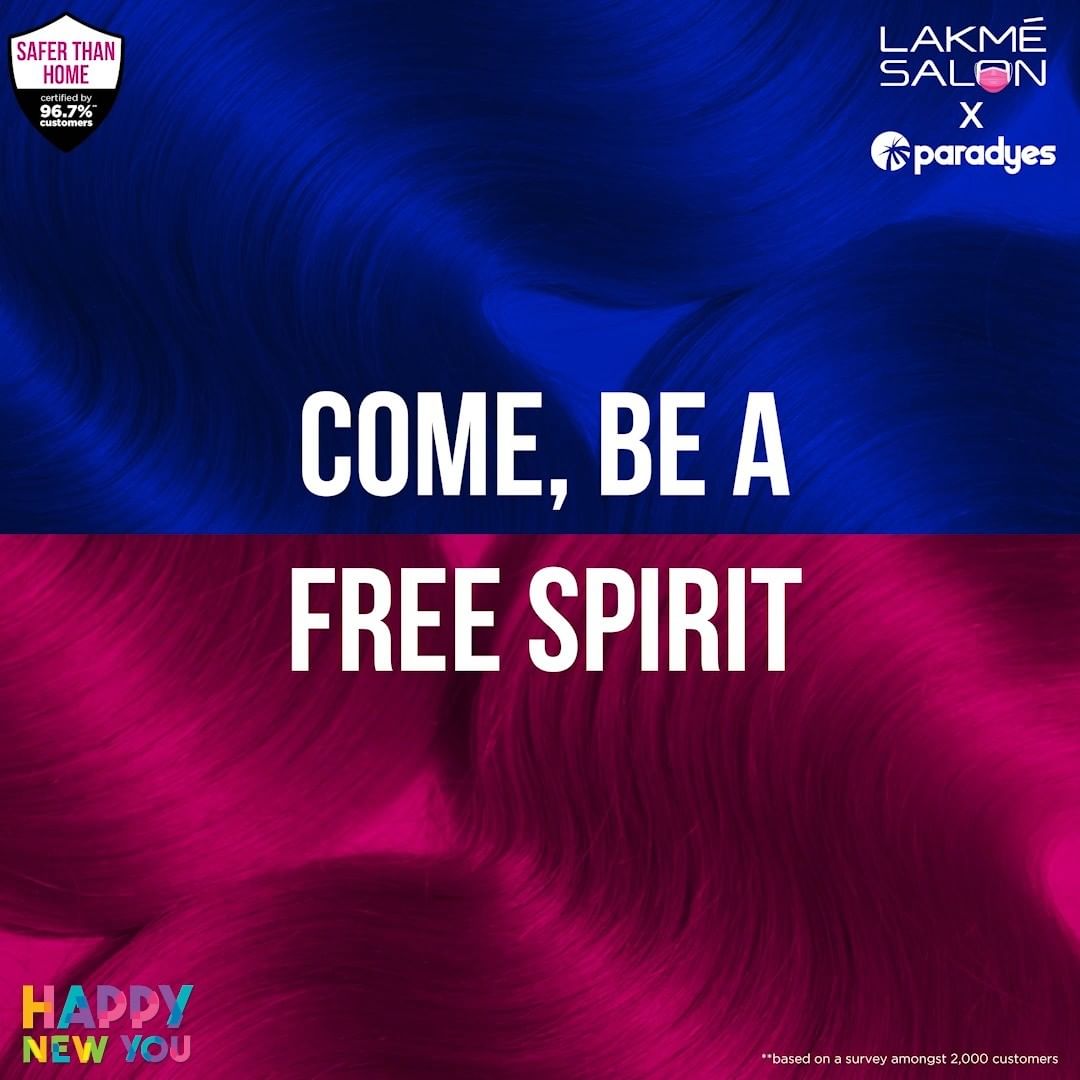 SAFER THAN
HOME
certified by
96.7%**
customers
LAKMÉ
SALON
X
paradyes
COME, BE A
FREE SPIRIT
HAPPY
NEW YOU
**based on a survey amongst 2,000 customers